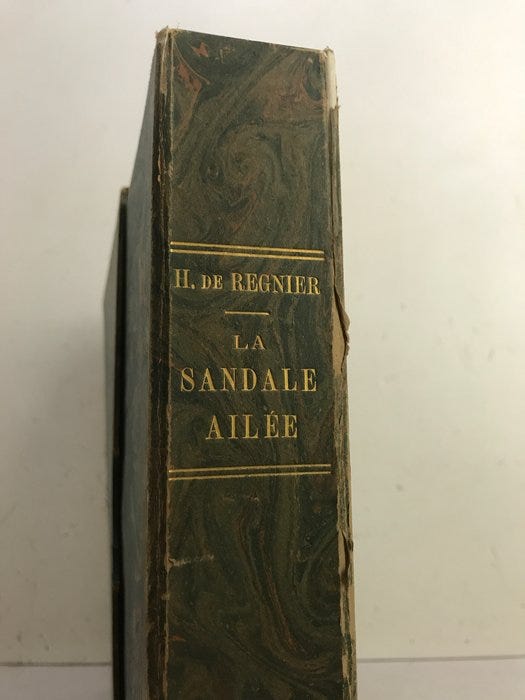 H. DE REGNIER
LA
SANDALE
AILÉE